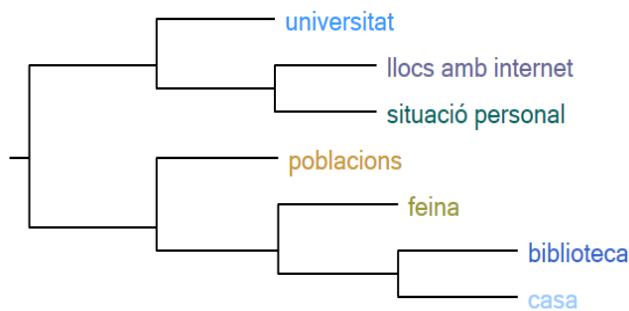 universitat
llocs amb internet
situació personal
poblacions
feina
biblioteca
casa